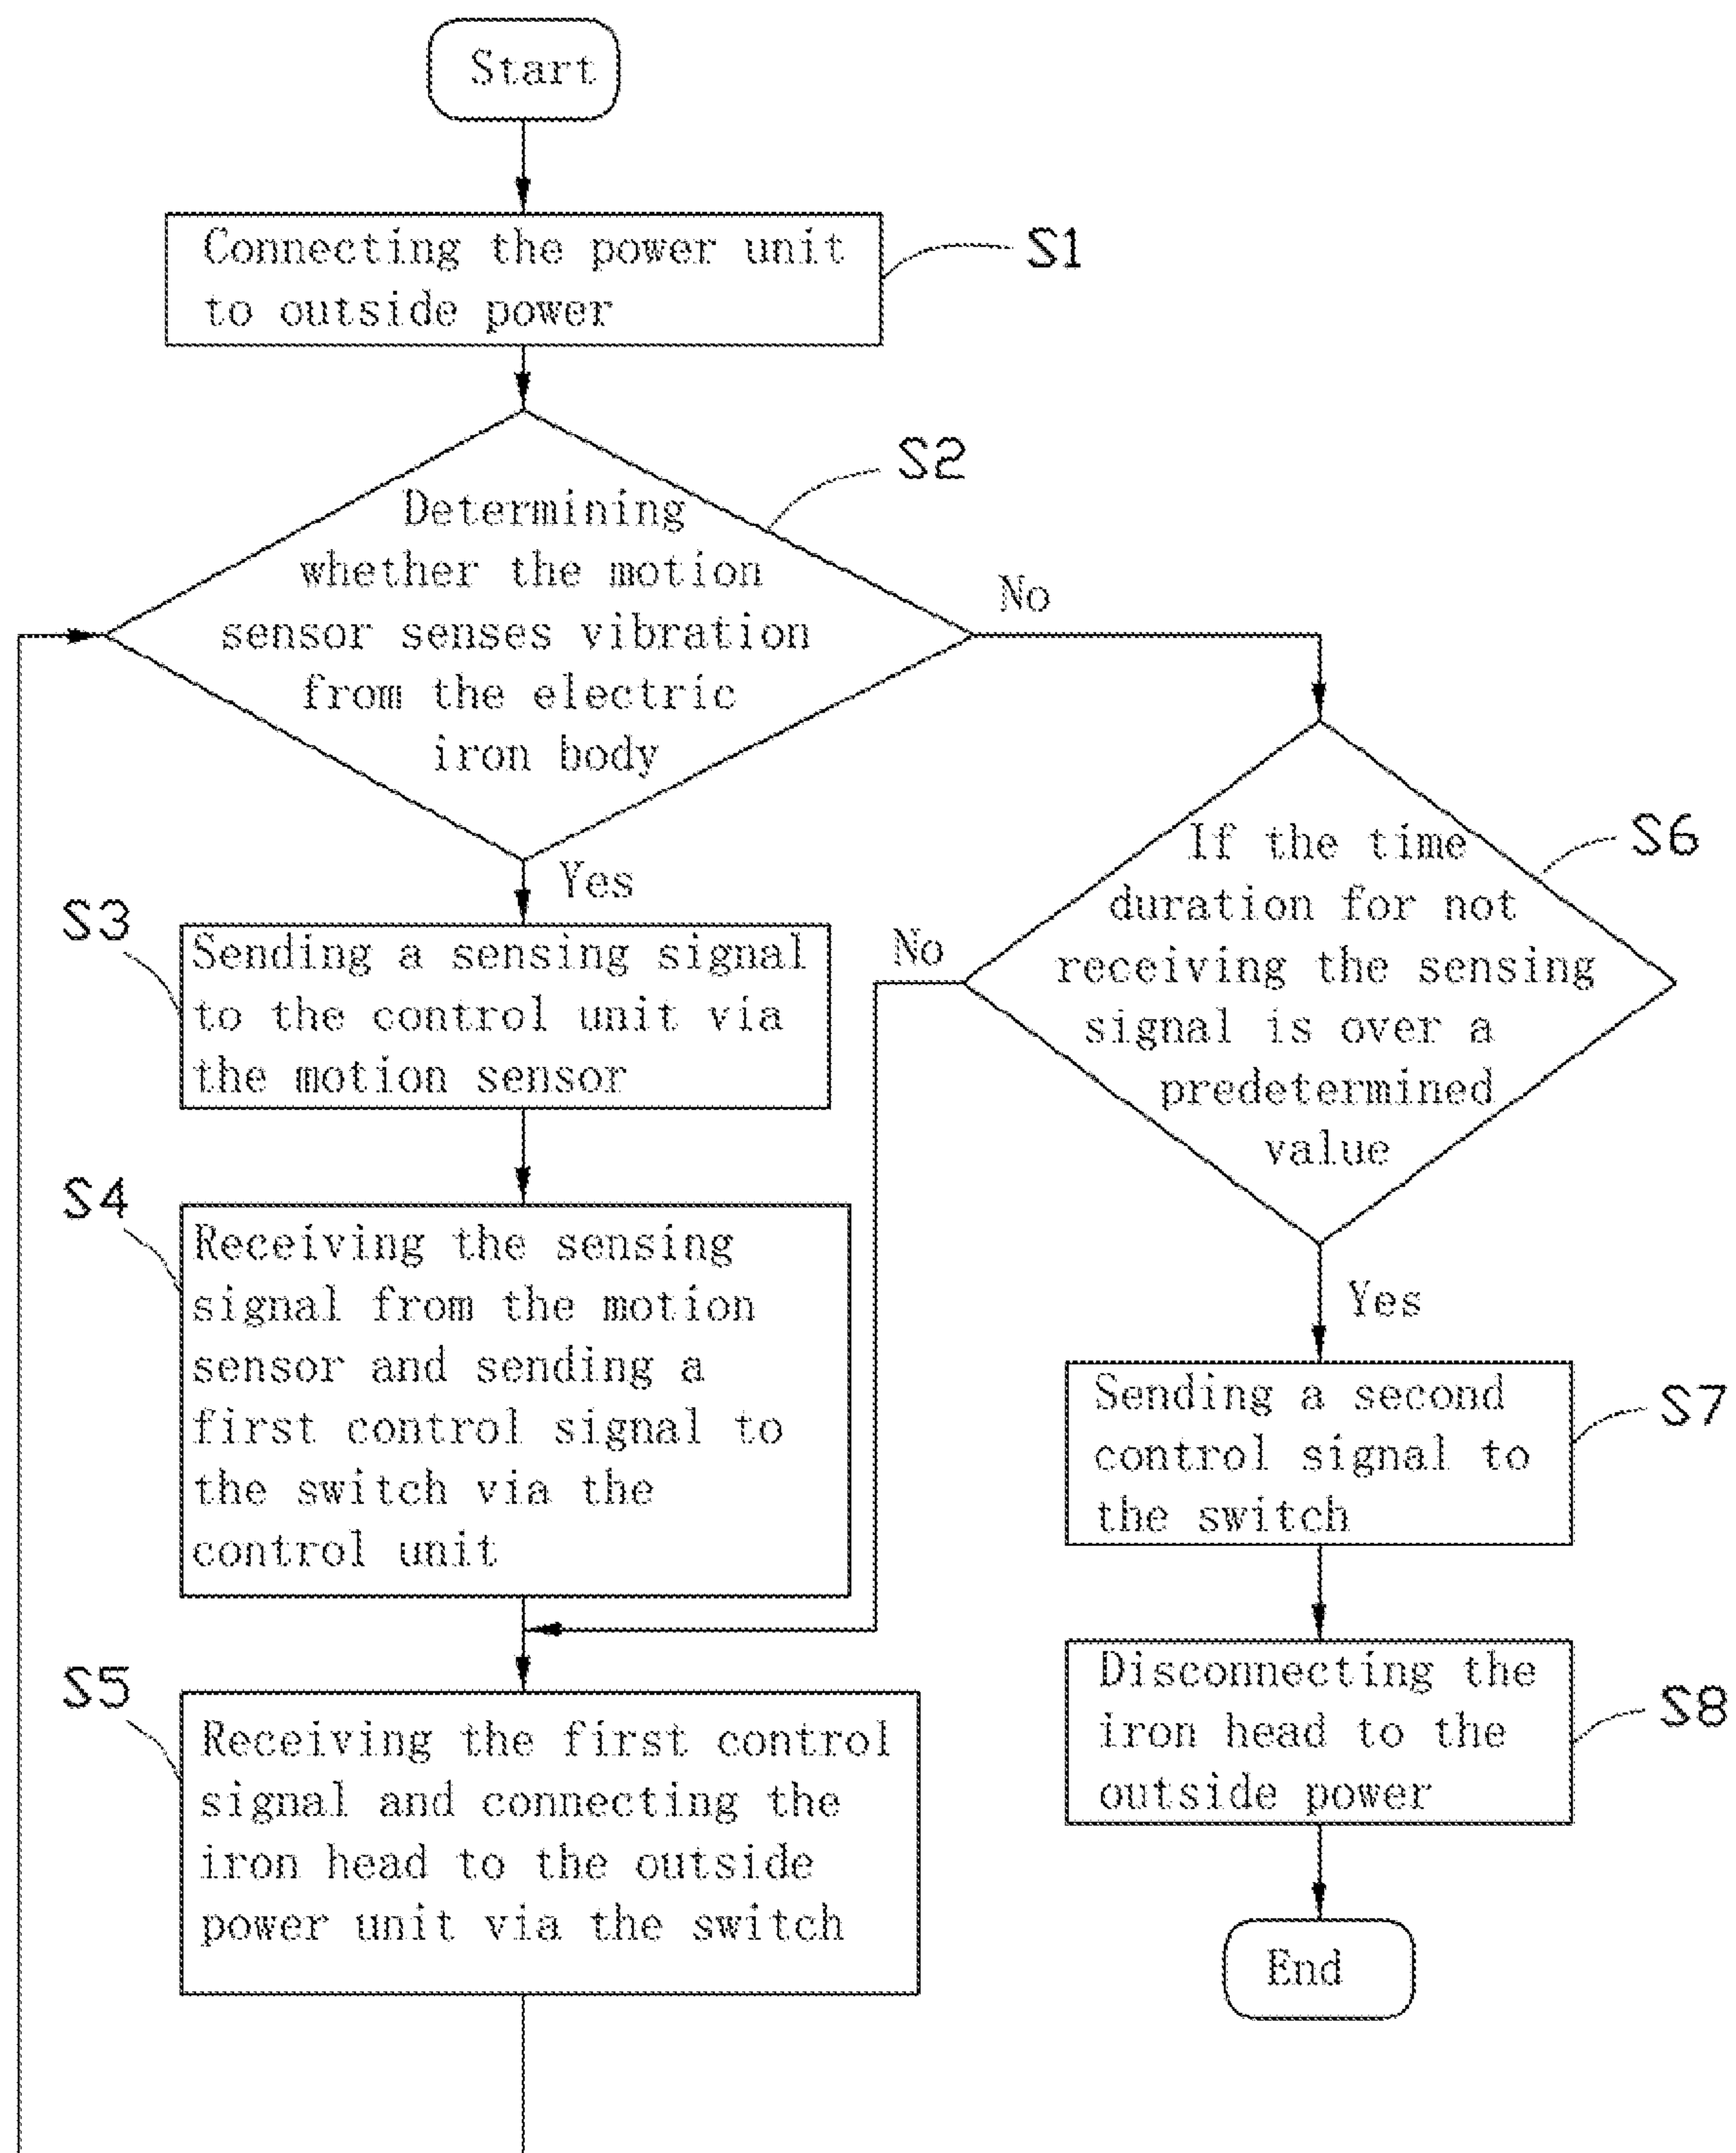 Start
Connecting the power unit
to outside power
S1
Determining
whether the motion
sensor senses vibration
from the electric
iron body
S2
No
Yes
S3
Sending a sensing signal
to the control unit via
the motion sensor
S4
Receiving the sensing
signal from the motion
sensor and sending a
first control signal to
the switch via the
control unit
S5
Receiving the first control
signal and connecting the
iron head to the outside
power unit via the switch
If the time
duration for not
receiving the sensing
signal is over a
predetermined
value
S6
No
Yes
Sending a second
control signal to
the switch
S7
Disconnecting the
iron head to the
outside power
S8
End